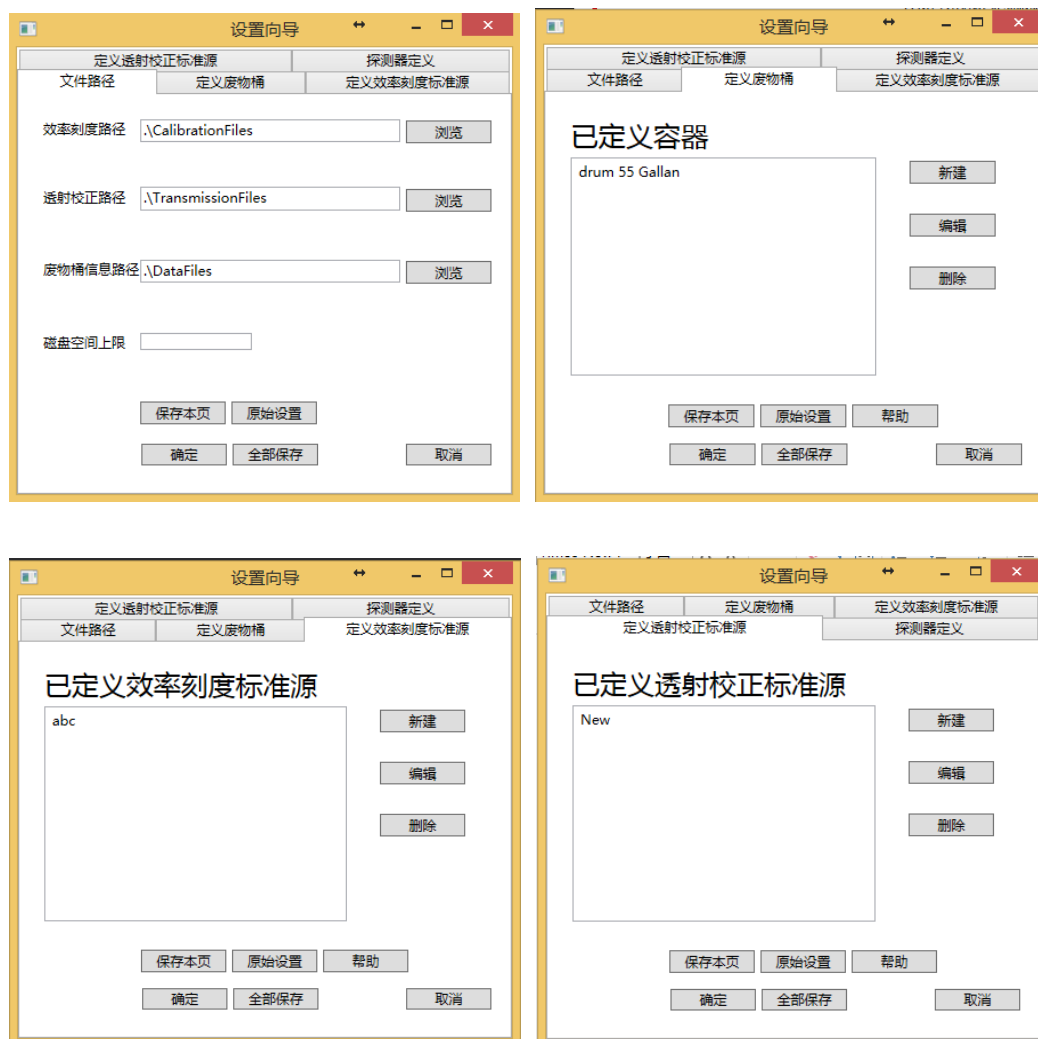 设置向导
定义透射校正标准源 探测器定义
文件路径 定义废物桶 定义效率刻度标准源
效率刻度路径 .\CalibrationFiles 浏览
透射校正路径 .\TransmissionFiles 浏览
废物桶信息路径 .\DataFiles 浏览
磁盘空间上限
保存本页 原始设置
确定 全部保存 取消
设置向导
定义透射校正标准源 探测器定义
文件路径 定义废物桶 定义效率刻度标准源
已定义容器
drum 55 Gallan 新建
编辑
删除
保存本页 原始设置 帮助
确定 全部保存 取消
设置向导
定义透射校正标准源 探测器定义
文件路径 定义废物桶 定义效率刻度标准源
已定义效率刻度标准源
abc 新建
编辑
删除
保存本页 原始设置 帮助
确定 全部保存 取消
设置向导
文件路径 定义废物桶 定义效率刻度标准源
定义透射校正标准源 探测器定义
已定义透射校正标准源
New 新建
编辑
删除
保存本页 原始设置 帮助
确定 全部保存 取消